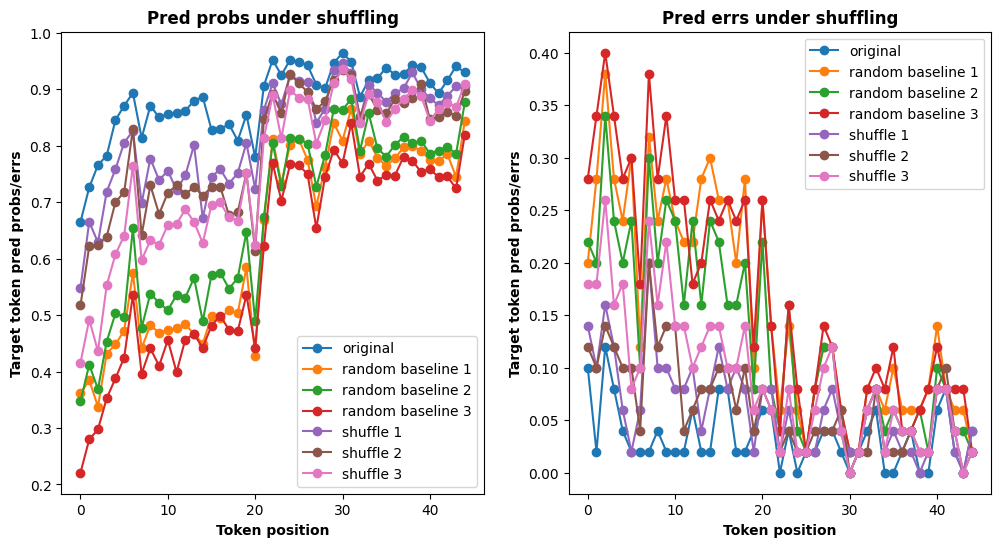 Pred probs under shuffling
Target token pred probs/errs
1.0
0.9
0.8
0.7
0.6
0.5
0.4
0.3
0.2
original
random baseline 1
random baseline 2
random baseline 3
shuffle 1
shuffle 2
shuffle 3
0 10 20 30 40
Token position
Pred errs under shuffling
Target token pred probs/errs
0.40
0.35
0.30
0.25
0.20
0.15
0.10
0.05
0.00
original
random baseline 1
random baseline 2
random baseline 3
shuffle 1
shuffle 2
shuffle 3
0 10 20 30 40
Token position